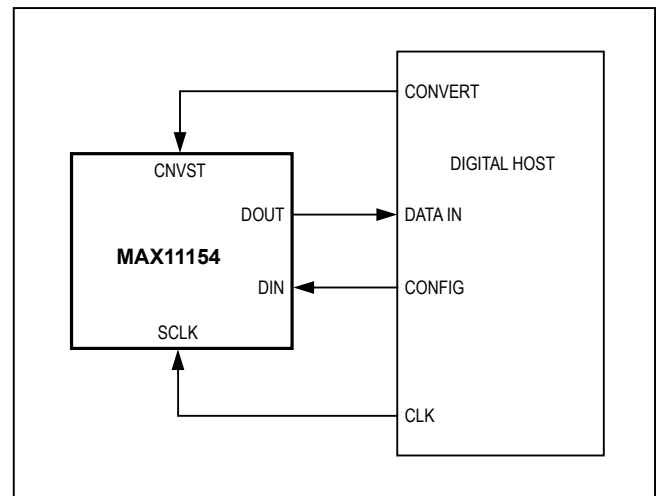 CONVERT
CNVST
DIGITAL HOST
DOUT
DATA IN
MAX11154
DIN
CONFIG
SCLK
CLK